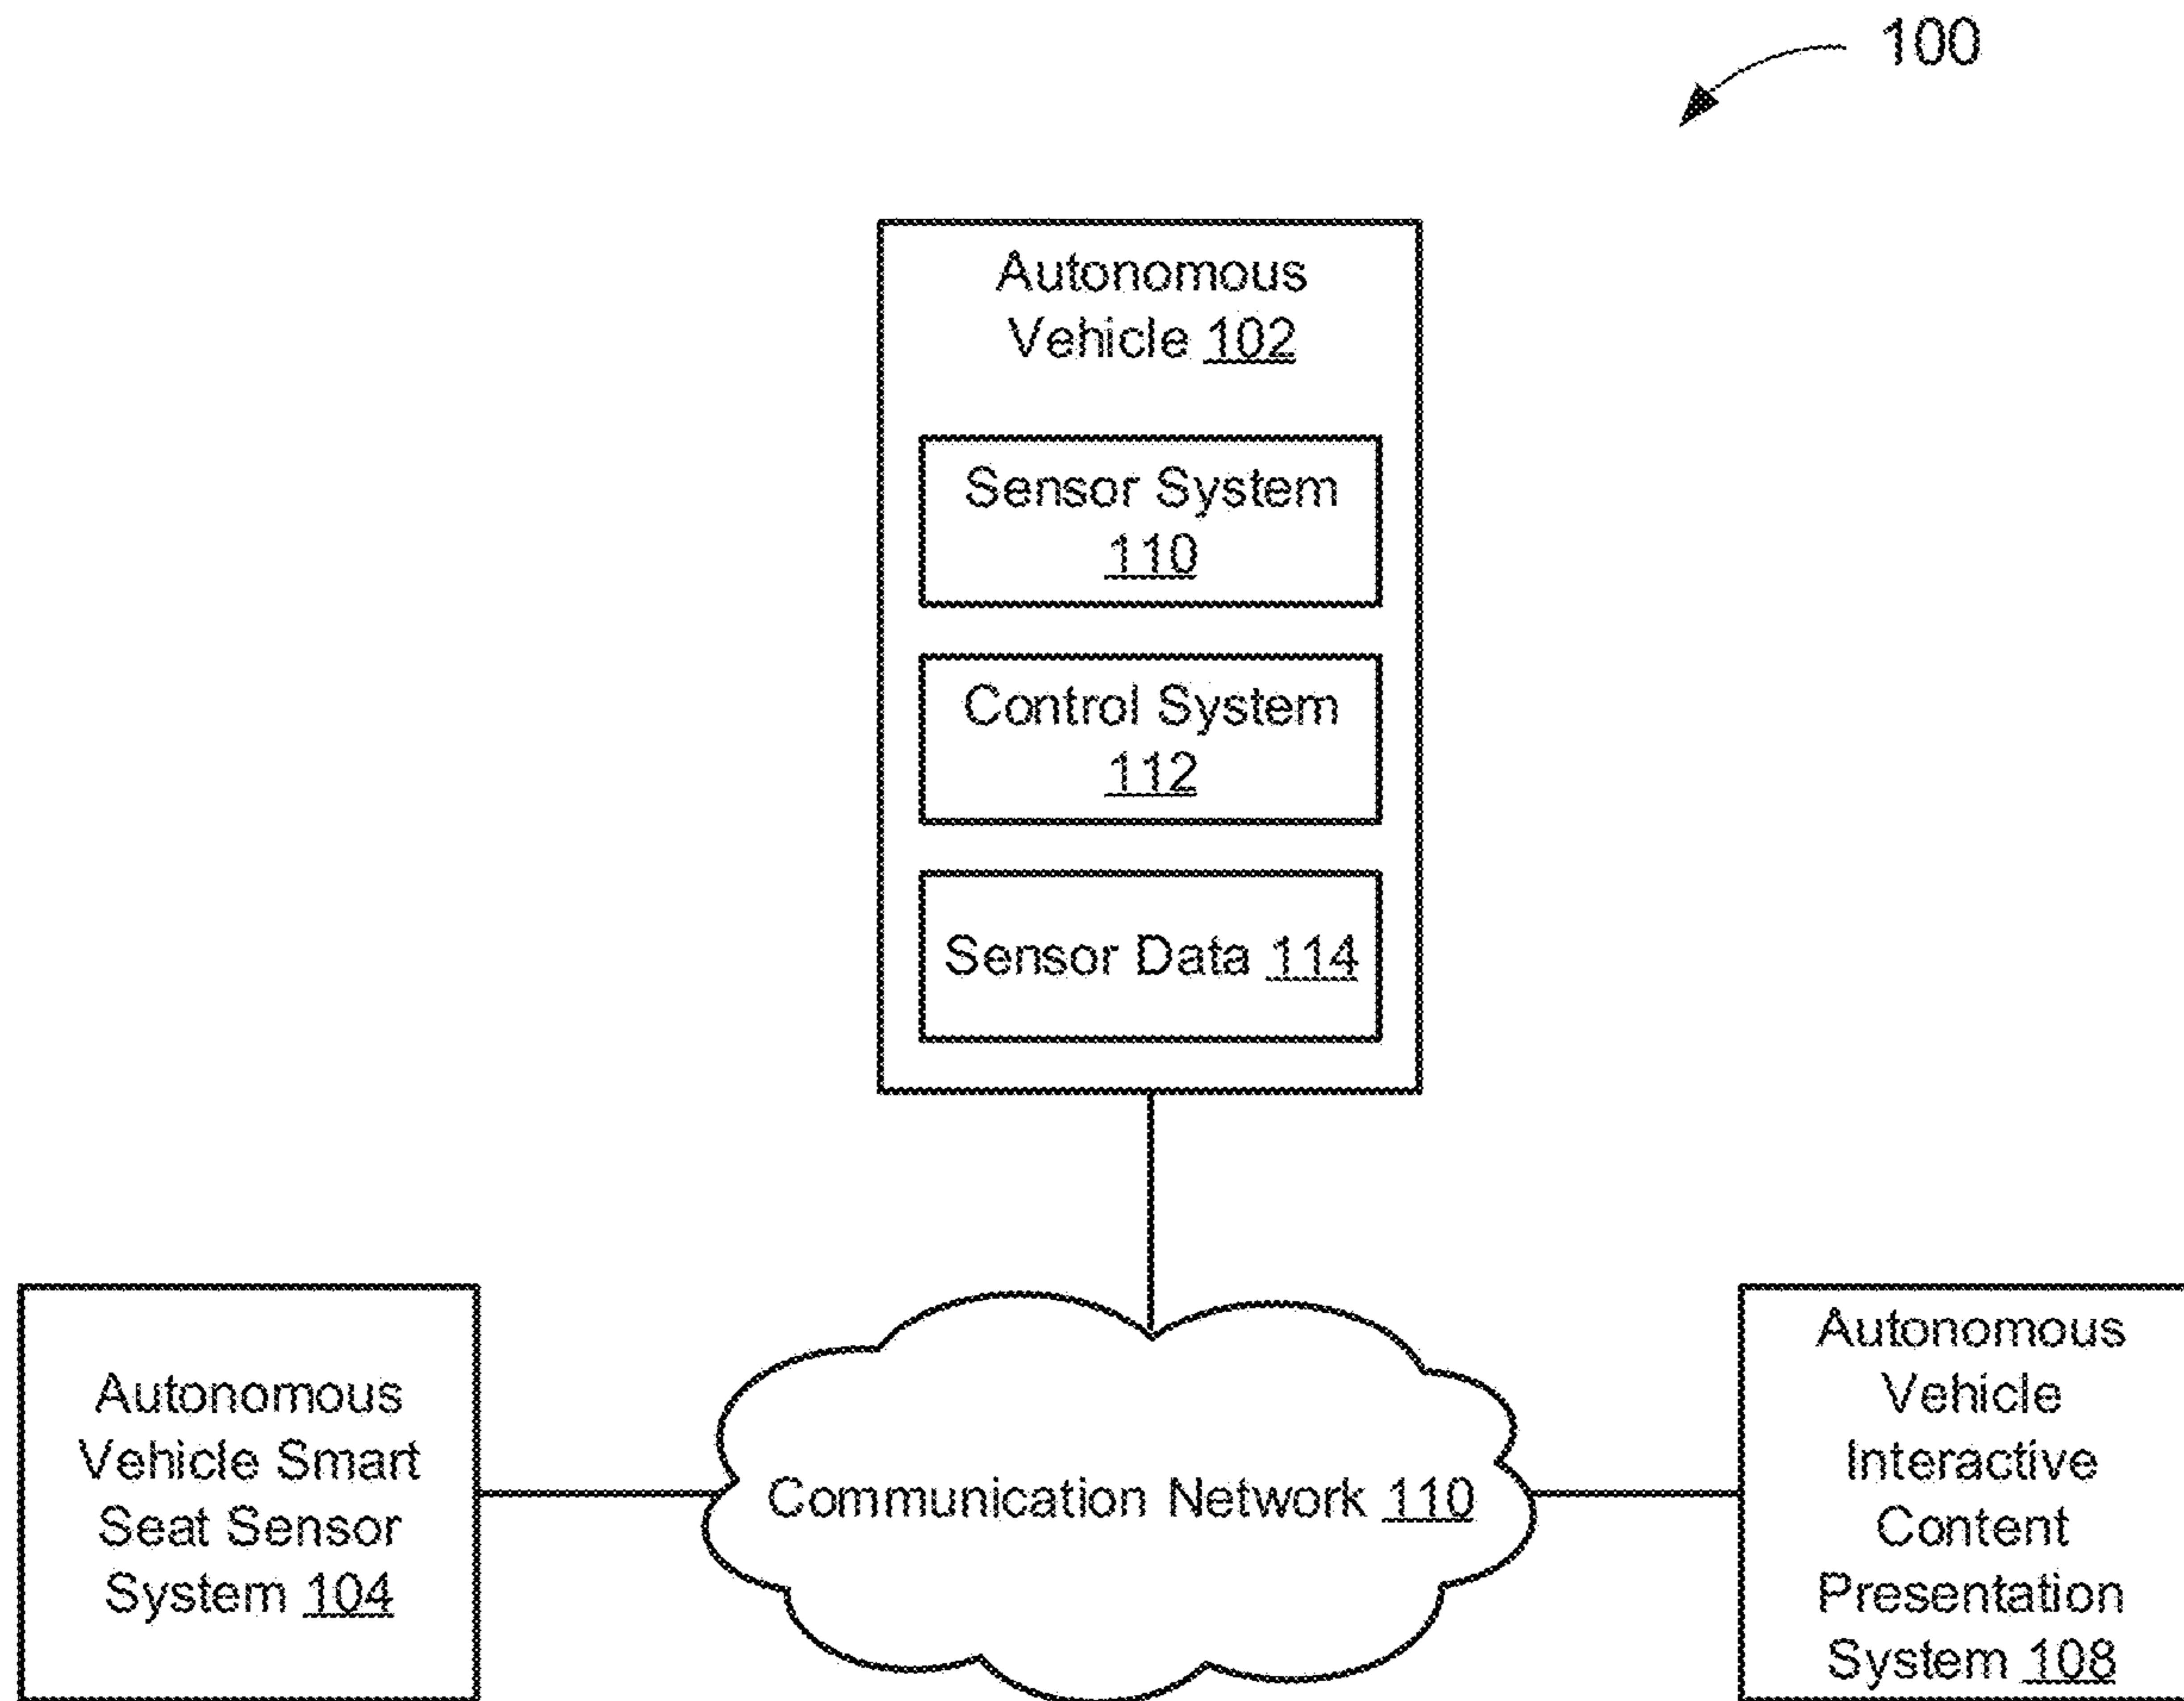 100
Autonomous
Vehicle 102
Sensor System
110
Control System
112
Sensor Data 114
Autonomous
Vehicle Smart
Seat Sensor
System 104
Communication Network 110
Autonomous
Vehicle
Interactive
Content
Presentation
System 108